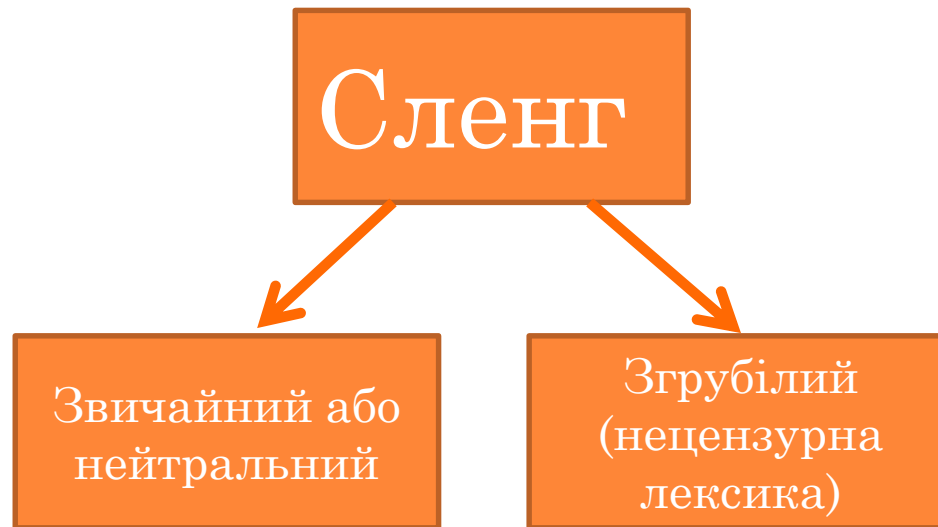 Сленг
Звичайний або
нейтральний
Згрубілий
(нецензурна
лексика)